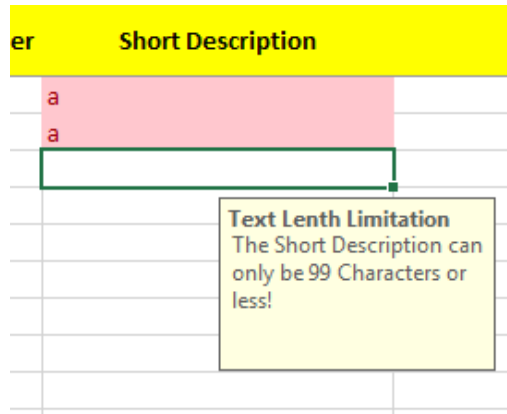 er Short Description
a
a
Text Lenth Limitation
The Short Description can
only be 99 Characters or
less!